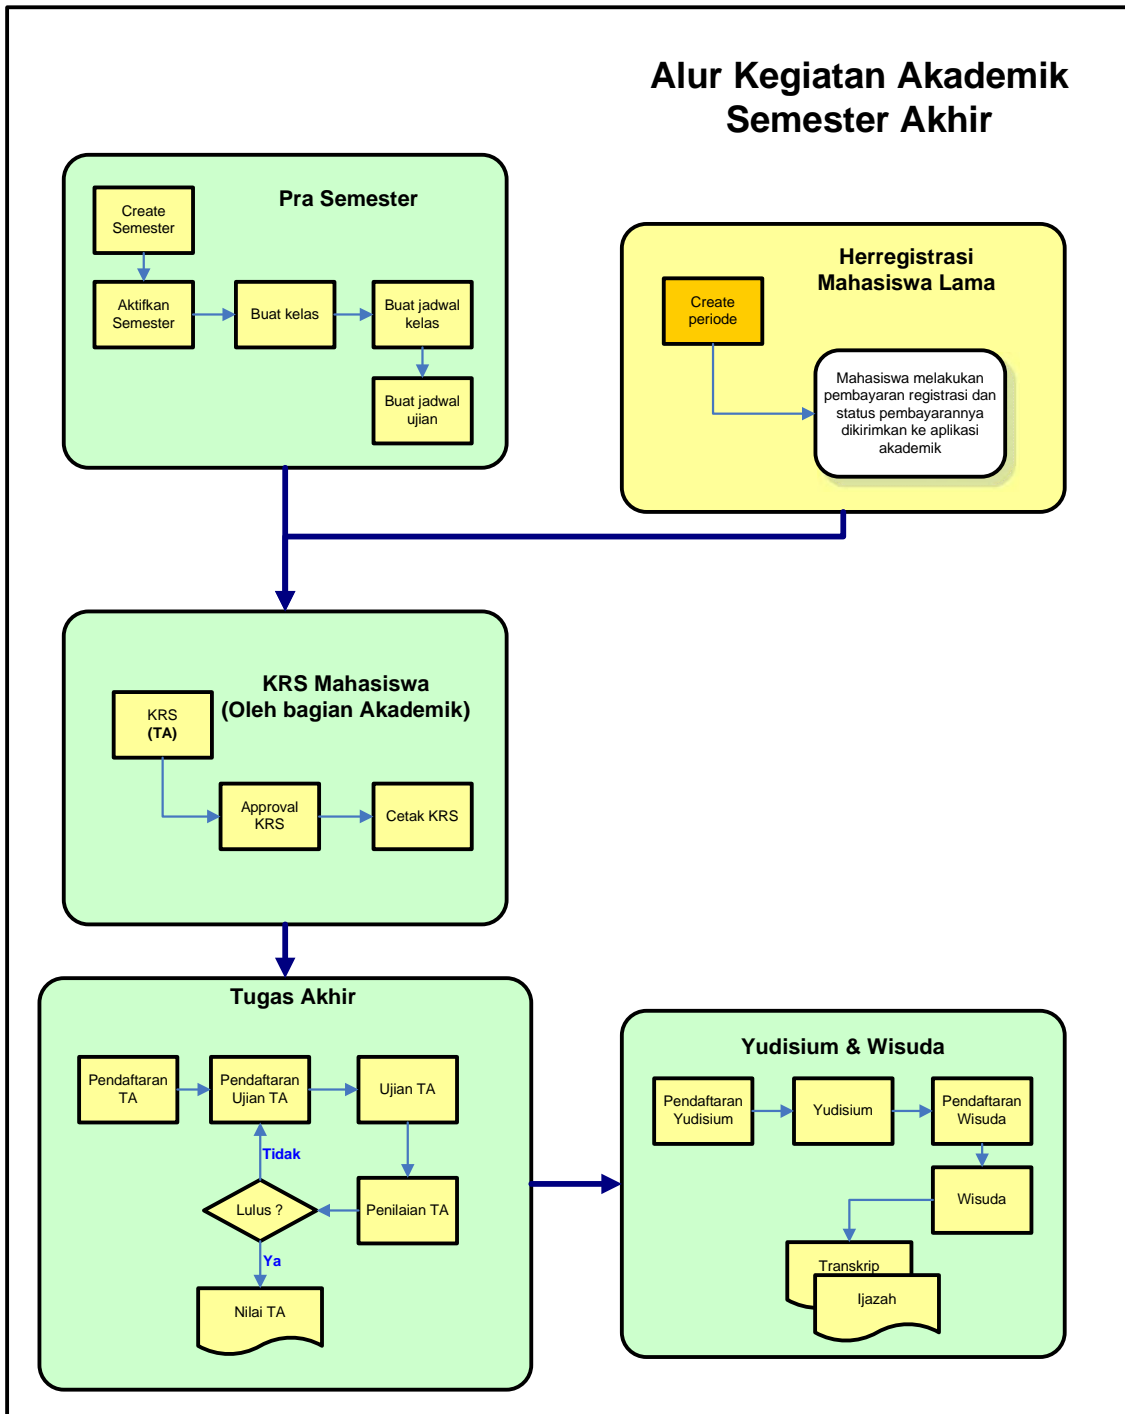 Alur Kegiatan Akademik
Semester Akhir
Pra Semester
Create
Semester
Aktifkan
Semester
Buat kelas
Buat jadwal
kelas
Buat jadwal
ujian
Herregistrasi
Mahasiswa Lama
Create
periode
Mahasiswa melakukan
pembayaran registrasi dan
status pembayarannya
dikirimkan ke aplikasi
akademik
KRS Mahasiswa
(Oleh bagian Akademik)
KRS
(TA)
Approval
KRS
Cetak KRS
Tugas Akhir
Pendaftaran
TA
Pendaftaran
Ujian TA
Ujian TA
Tidak
Lulus ?
Penilaian TA
Ya
Nilai TA
Yudisium & Wisuda
Pendaftaran
Yudisium
Yudisium
Pendaftaran
Wisuda
Wisuda
Transkrip
Ijazah